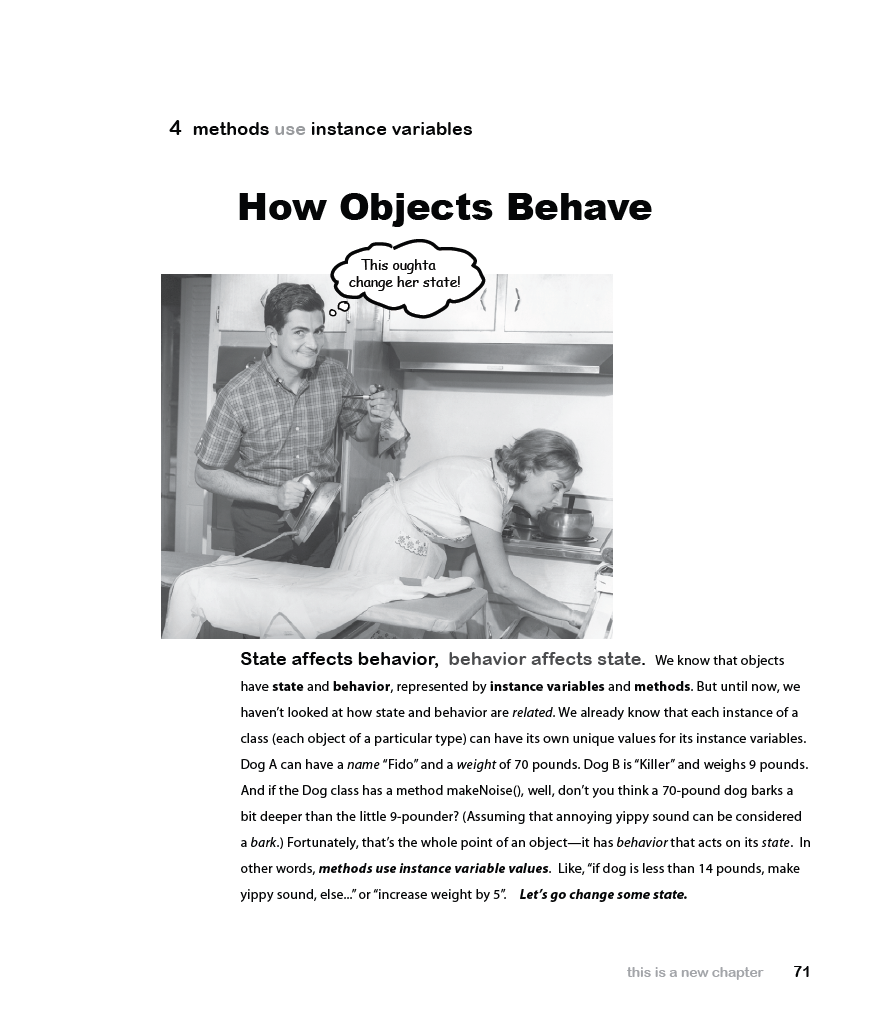 4 methods use instance variables
How Objects Behave
This oughta
change her state!
State affects behavior, behavior affects state. We know that objects
have state and behavior, represented by instance variables and methods. But until now, we
haven’t looked at how state and behavior are related. We already know that each instance of a
class (each object of a particular type) can have its own unique values for its instance variables.
Dog A can have a name “Fido” and a weight of 70 pounds. Dog B is “Killer” and weighs 9 pounds.
And if the Dog class has a method makeNoise(), well, don’t you think a 70-pound dog barks a
bit deeper than the little 9-pounder? (Assuming that annoying yippy sound can be considered
a bark.) Fortunately, that’s the whole point of an object—it has behavior that acts on its state. In
other words, methods use instance variable values. Like, “if dog is less than 14 pounds, make
yippy sound, else...” or “increase weight by 5”. Let’s go change some state.
this is a new chapter 71